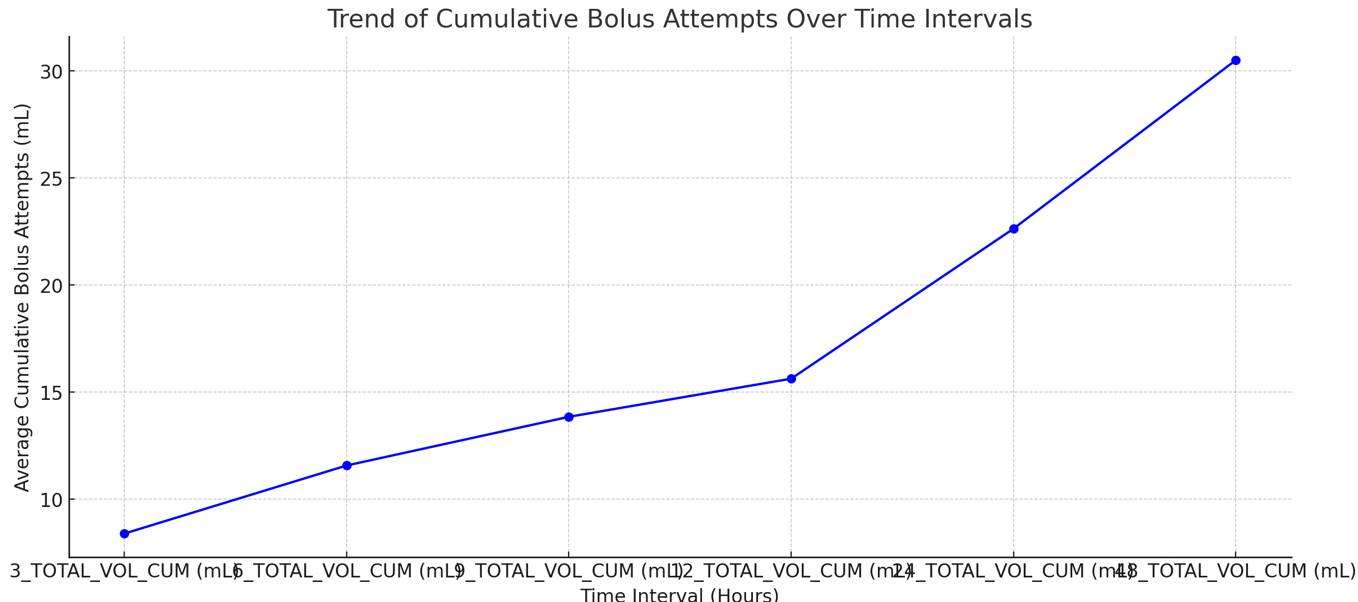 Trend of Cumulative Bolus Attempts Over Time Intervals
Average Cumulative Bolus Attempts (mL)
30
25
20
15
10
3_TOTAL_VOL_CUM (mL) 6_TOTAL_VOL_CUM (mL) 9_TOTAL_VOL_CUM (mL) 12_TOTAL_VOL_CUM (mL) 24_TOTAL_VOL_CUM (mL) 48_TOTAL_VOL_CUM (mL)
Time Interval (Hours)